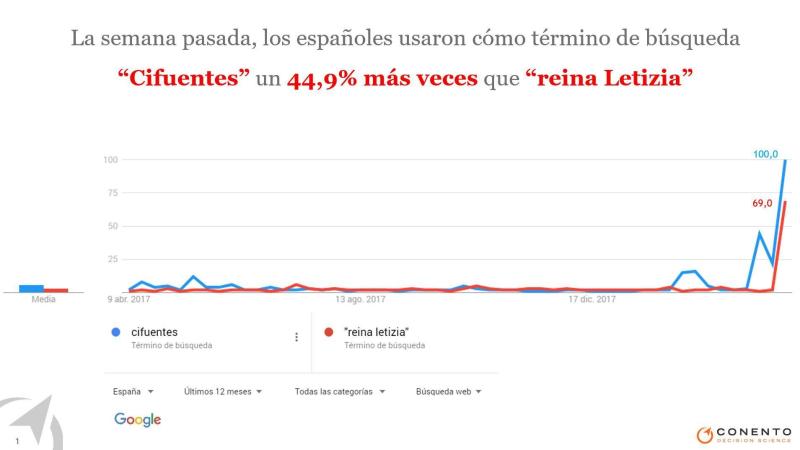 La semana pasada, los españoles usaron cómo término de búsqueda
“Cifuentes” un 44,9% más veces que “reina Letizia”
100,0
100
75
69,0
50
25
Media
9 abr. 2017
13 ago. 2017
17 dic. 2017
cifuentes
Término de búsqueda
"reina letizia"
Término de búsqueda
España
Últimos 12 meses
Todas las categorías
Búsqueda web
Google
1
CONENTO
DECISION SCIENCE